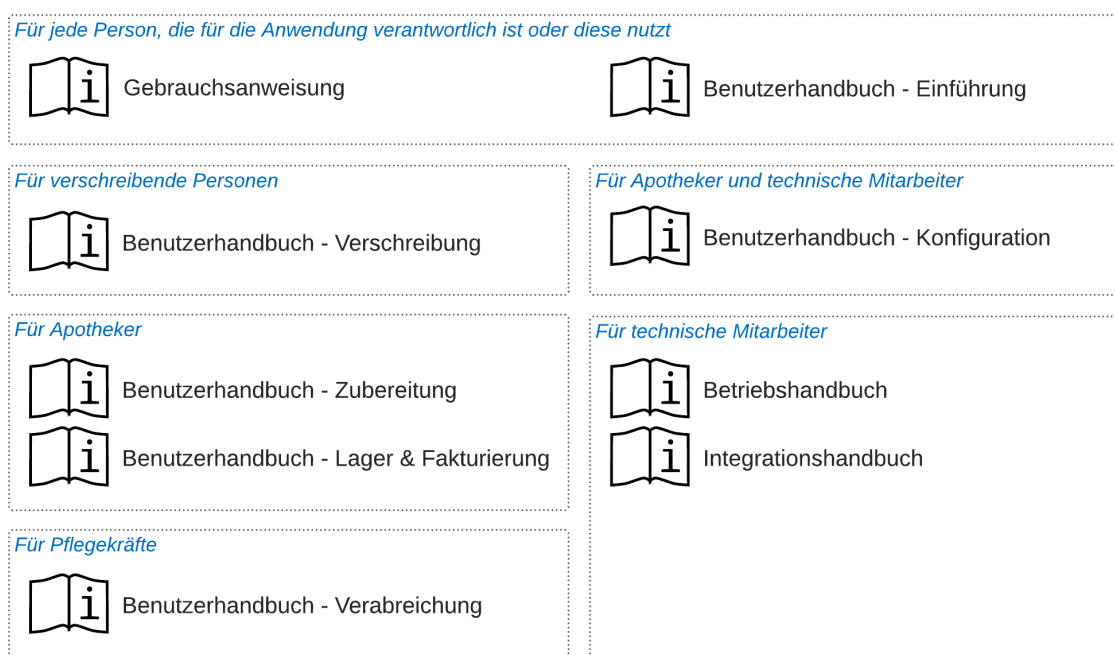 Für jede Person, die für die Anwendung verantwortlich ist oder diese nutzt
Gebrauchsanweisung
Benutzerhandbuch - Einführung
Für verschreibende Personen
Benutzerhandbuch - Verschreibung
Für Apotheker und technische Mitarbeiter
Benutzerhandbuch - Konfiguration
Für Apotheker
Benutzerhandbuch - Zubereitung
Benutzerhandbuch - Lager & Fakturierung
Für technische Mitarbeiter
Betriebshandbuch
Integrationshandbuch
Für Pflegekräfte
Benutzerhandbuch - Verabreichung